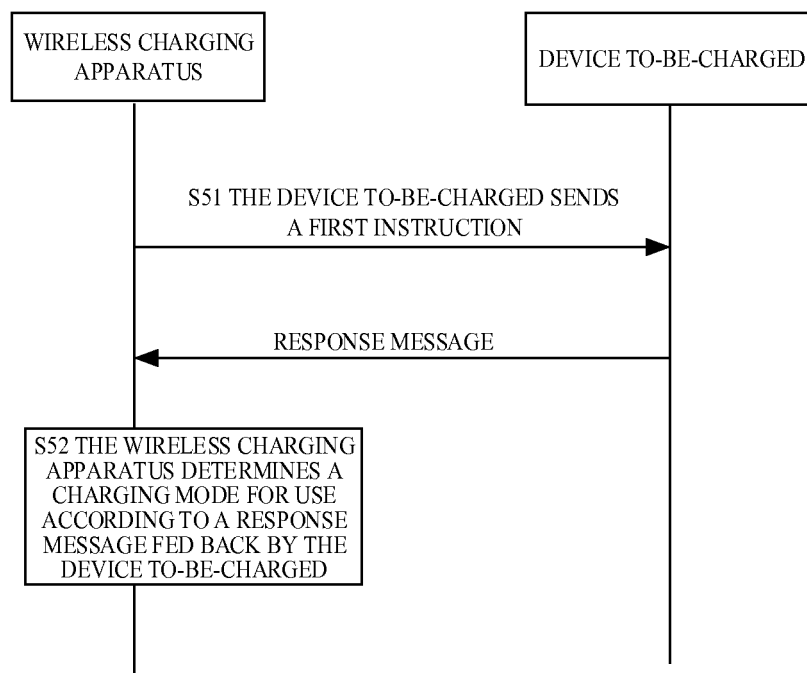 WIRELESS CHARGING
APPARATUS
DEVICE TO-BE-CHARGED
S51 THE DEVICE TO-BE-CHARGED SENDS
A FIRST INSTRUCTION
RESPONSE MESSAGE
S52 THE WIRELESS CHARGING
APPARATUS DETERMINES A
CHARGING MODE FOR USE
ACCORDING TO A RESPONSE
MESSAGE FED BACK BY THE
DEVICE TO-BE-CHARGED